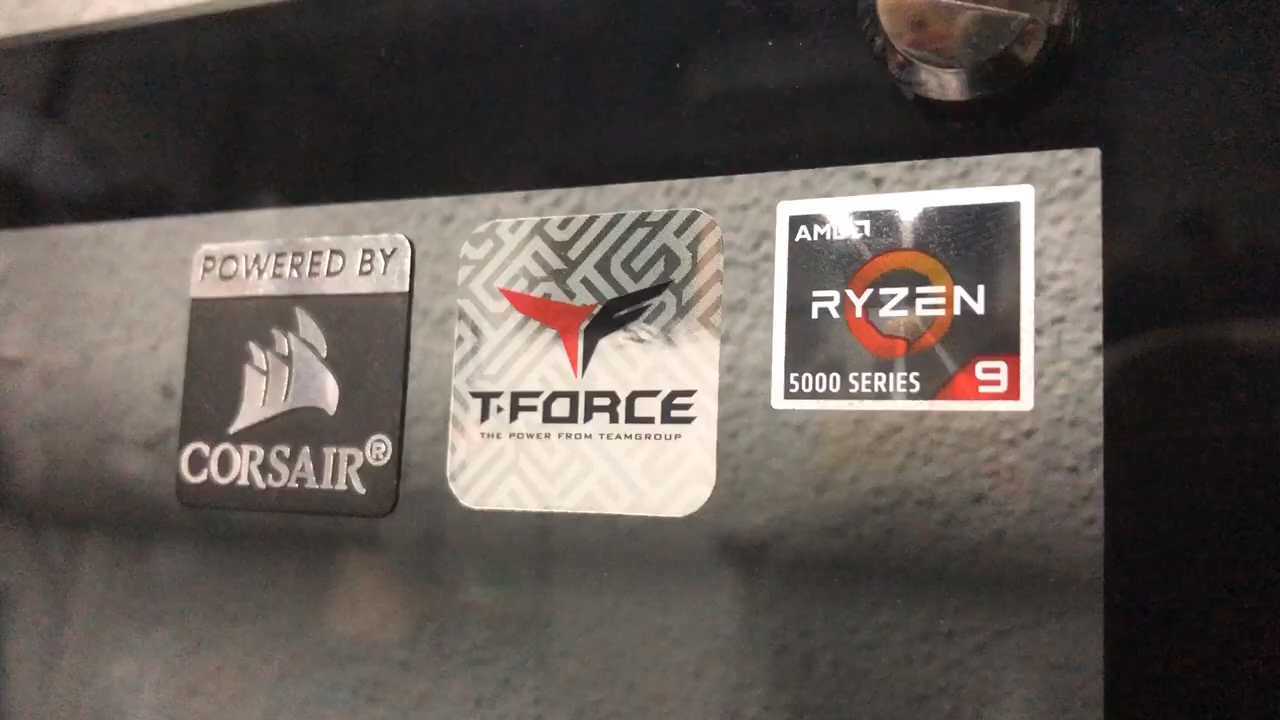 POWERED BY
CORSAIR®
T-FORCE
THE POWER FROM TEAMGROUP
AMD
RYZEN
5000 SERIES
9